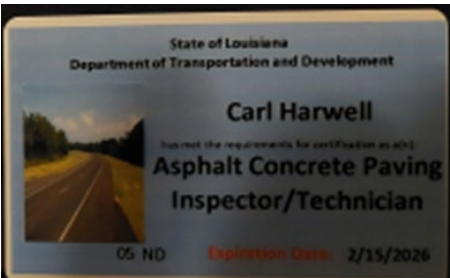 State of Louisiana
Department of Transportation and Development
Carl Harwell
has met the requirements for certification as a(n):
Asphalt Concrete Paving
Inspector/Technician
05 ND
Expiration Date: 2/15/2026